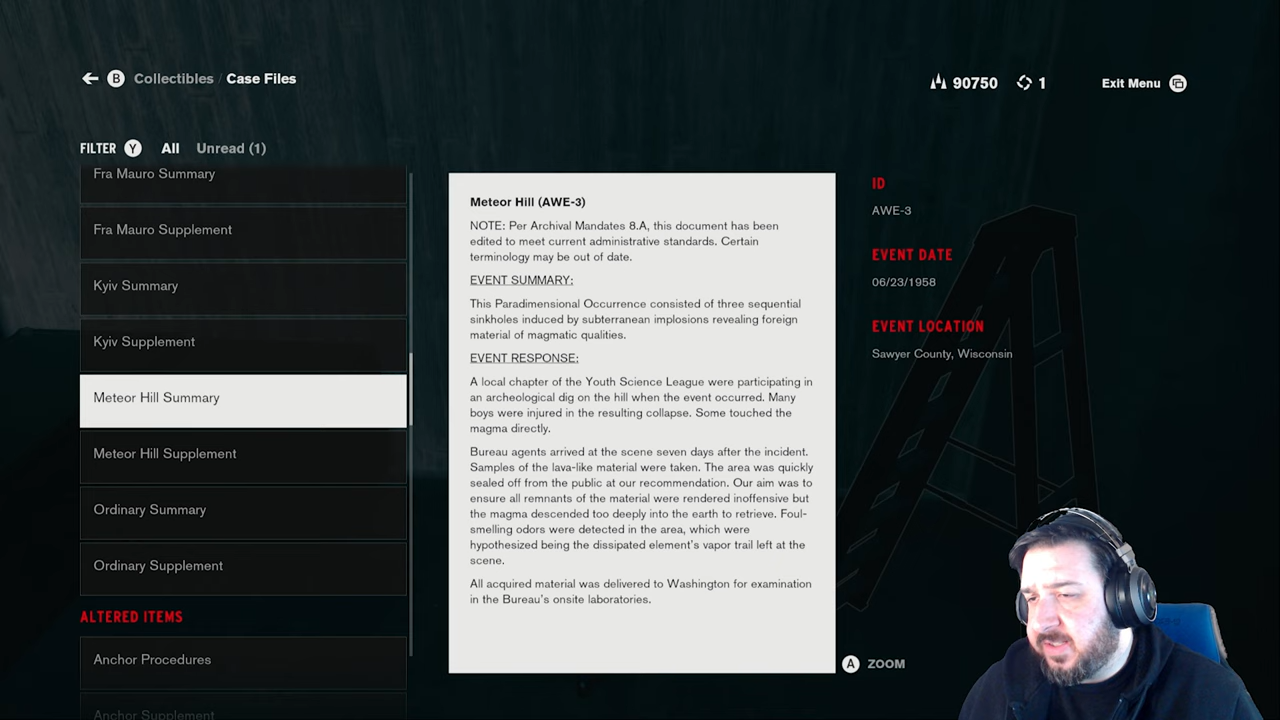 B Collectibles / Case Files
90750 1 Exit Menu
FILTER Y All Unread (1)
Fra Mauro Summary
Fra Mauro Supplement
Kyiv Summary
Kyiv Supplement
Meteor Hill Summary
Meteor Hill Supplement
Ordinary Summary
Ordinary Supplement
ALTERED ITEMS
Anchor Procedures
Anchor Supplement
Meteor Hill (AWE-3)
NOTE: Per Archival Mandates 8.A, this document has been
edited to meet current administrative standards. Certain
terminology may be out of date.
EVENT SUMMARY:
This Paradimensional Occurrence consisted of three sequential
sinkholes induced by subterranean implosions revealing foreign
material of magmatic qualities.
EVENT RESPONSE:
A local chapter of the Youth Science League were participating in
an archeological dig on the hill when the event occurred. Many
boys were injured in the resulting collapse. Some touched the
magma directly.
Bureau agents arrived at the scene seven days after the incident.
Samples of the lava-like material were taken. The area was quickly
sealed off from the public at our recommendation. Our aim was to
ensure all remnants of the material were rendered inoffensive but
the magma descended too deeply into the earth to retrieve. Foul-
smelling odors were detected in the area, which were
hypothesized being the dissipated element's vapor trail left at the
scene.
All acquired material was delivered to Washington for examination
in the Bureau's onsite laboratories.
A ZOOM
ID
AWE-3
EVENT DATE
06/23/1958
EVENT LOCATION
Sawyer County, Wisconsin